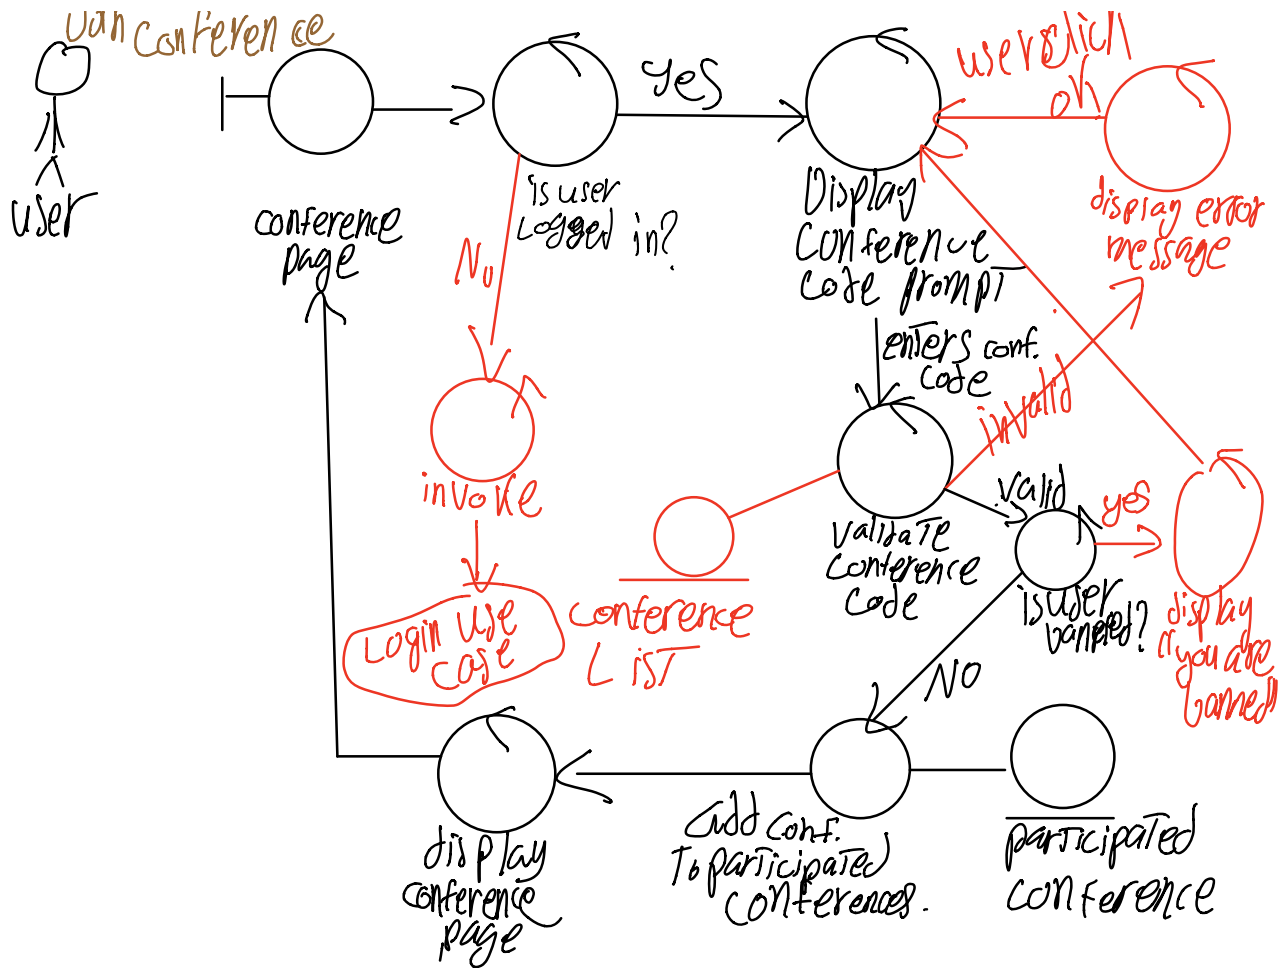 conference
user
conference
page
is user
Logged in?
yes
Display
conference
code prompt
user click
ok
display error
message
No
enters conf.
code
invalid
invoke
Login use
case
conference
List
validate
conference
code
valid
is user
banned?
yes
display
"you are
banned"
NO
add conf.
To participated
conferences.
participated
conference
display
conference
page